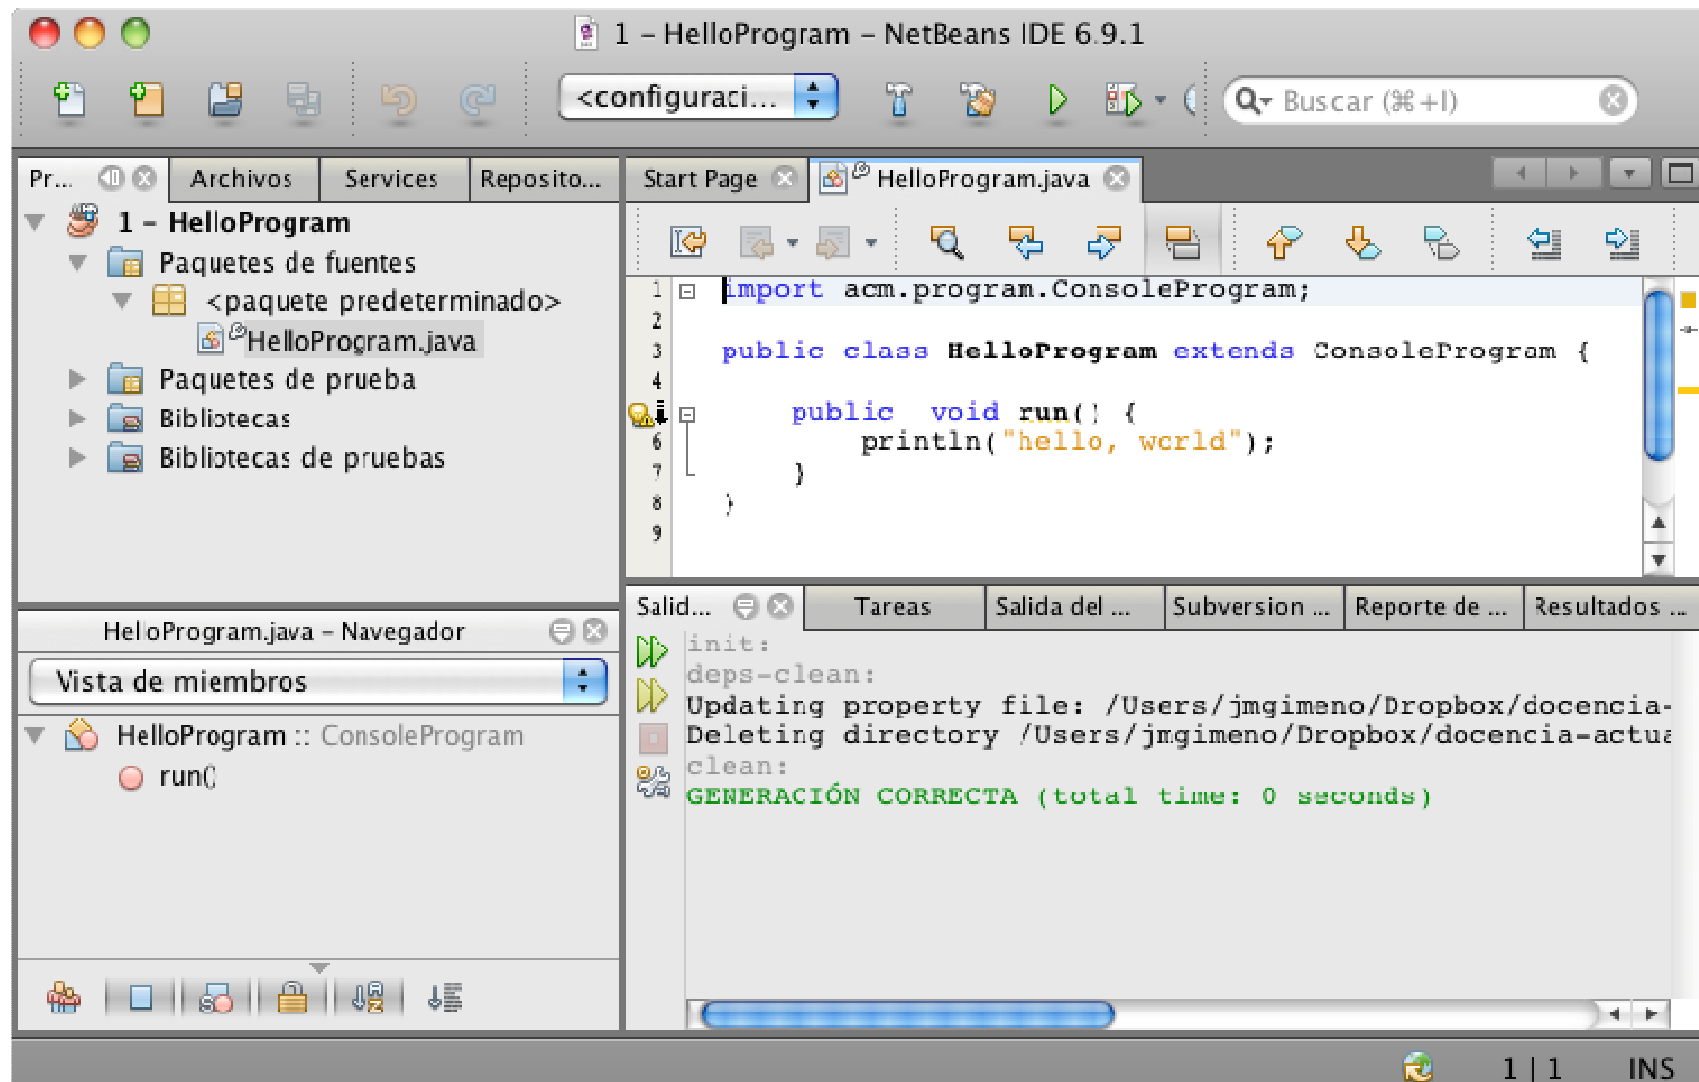 1 – HelloProgram – NetBeans IDE 6.9.1
<configuraci... Buscar (⌘+I)
Pr... Archivos Services Reposito...
1 – HelloProgram
Paquetes de fuentes
<paquete predeterminado>
HelloProgram.java
Paquetes de prueba
Bibliotecas
Bibliotecas de pruebas
HelloProgram.java – Navegador
Vista de miembros
HelloProgram :: ConsoleProgram
run()
Start Page HelloProgram.java
1 import acm.program.ConsoleProgram;
2
3 public class HelloProgram extends ConsoleProgram {
4
public  void run() {
6 println("hello, world");
7 }
8 }
9
Salid... Tareas Salida del ... Subversion ... Reporte de ... Resultados ...
init:
deps-clean:
Updating property file: /Users/jmgimeno/Dropbox/docencia-
Deleting directory /Users/jmgimeno/Dropbox/docencia-actua
clean:
GENERACIÓN CORRECTA (total time: 0 seconds)
1 | 1 INS